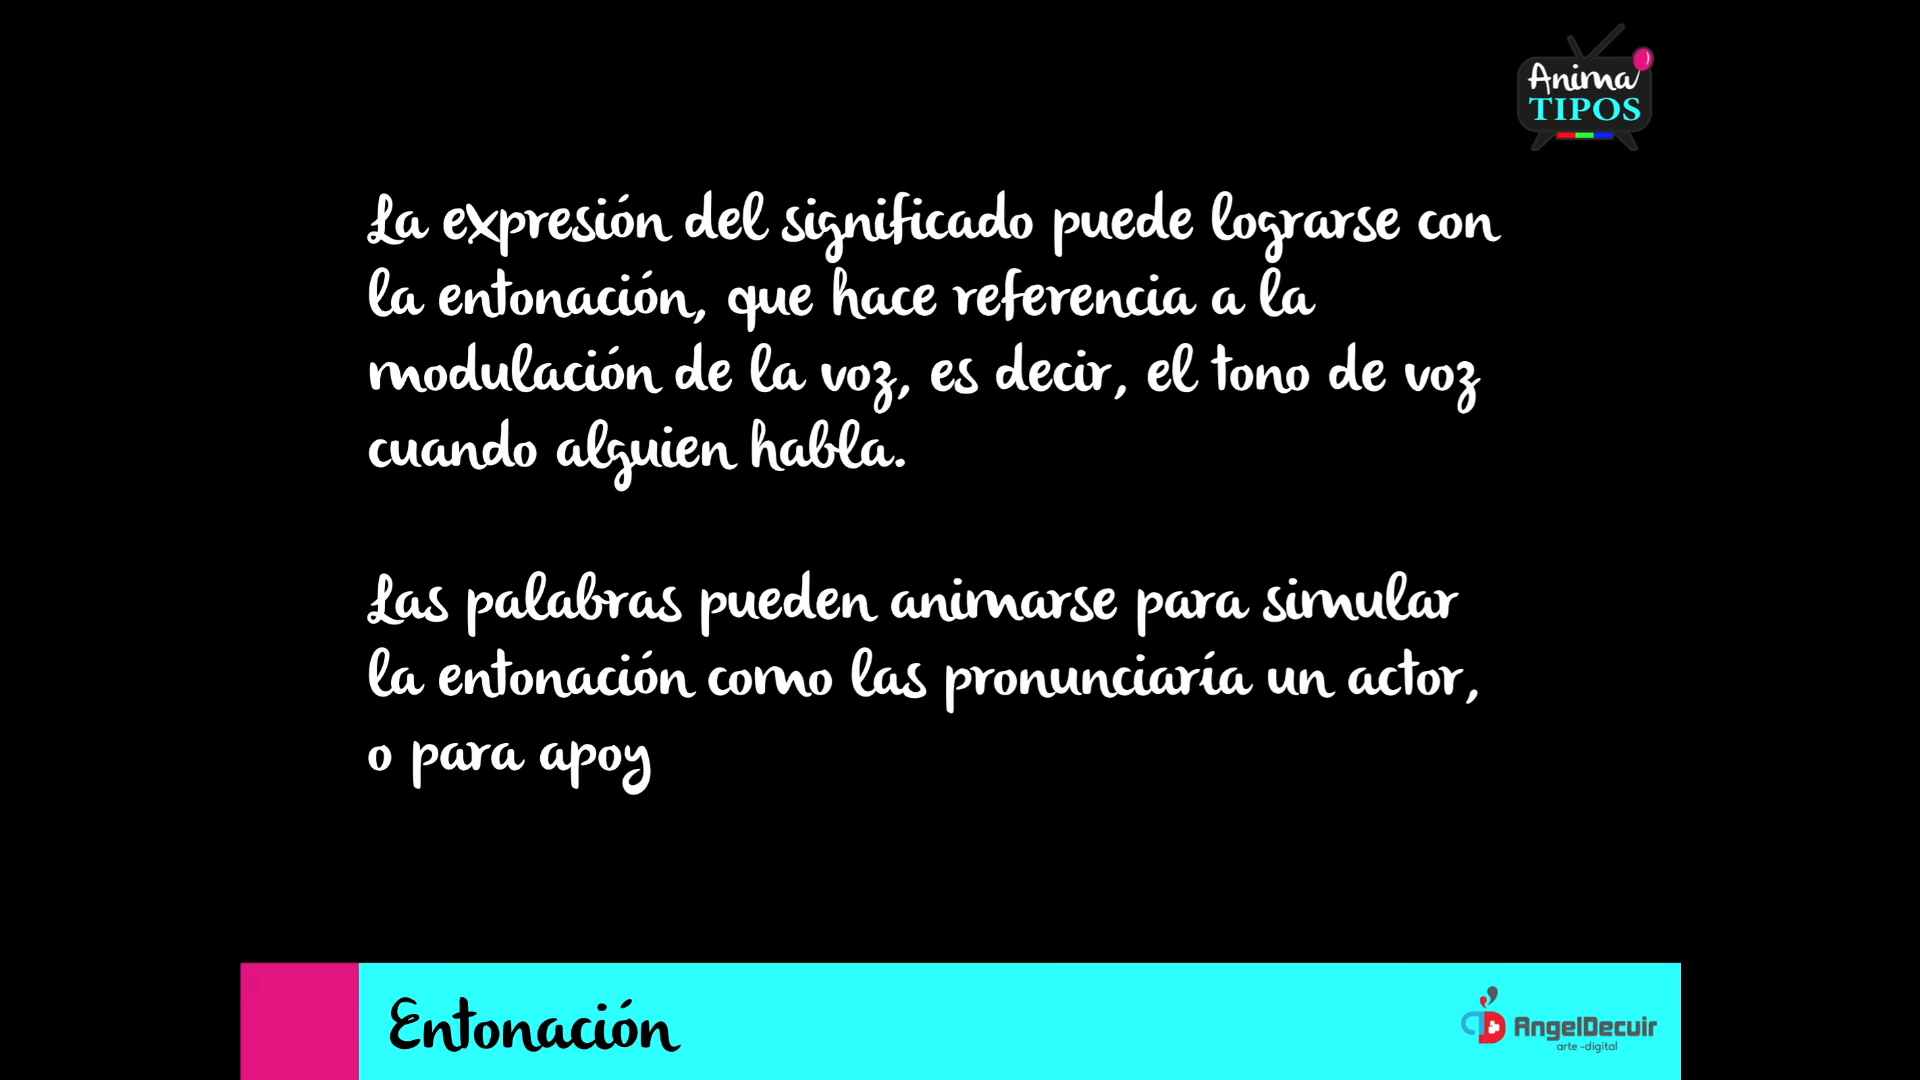 Anima
TIPOS
La expresión del significado puede lograrse con
la entonación, que hace referencia a la
modulación de la voz, es decir, el tono de voz
cuando alguien habla.
Las palabras pueden animarse para simular
la entonación como las pronunciaría un actor,
o para apoy
Entonación
AngelDecuir
arte -digital